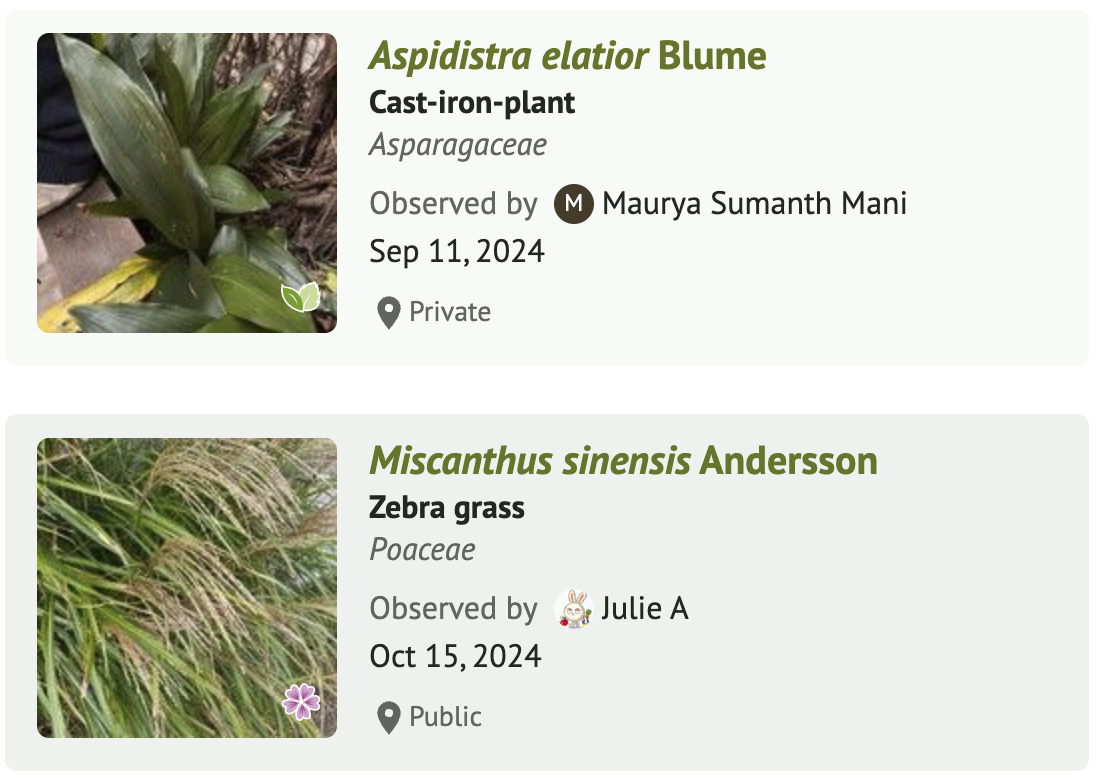 Aspidistra elatior Blume
Cast-iron-plant
Asparagaceae
Observed by M Maurya Sumanth Mani
Sep 11, 2024
Private
Miscanthus sinensis Andersson
Zebra grass
Poaceae
Observed by Julie A
Oct 15, 2024
Public